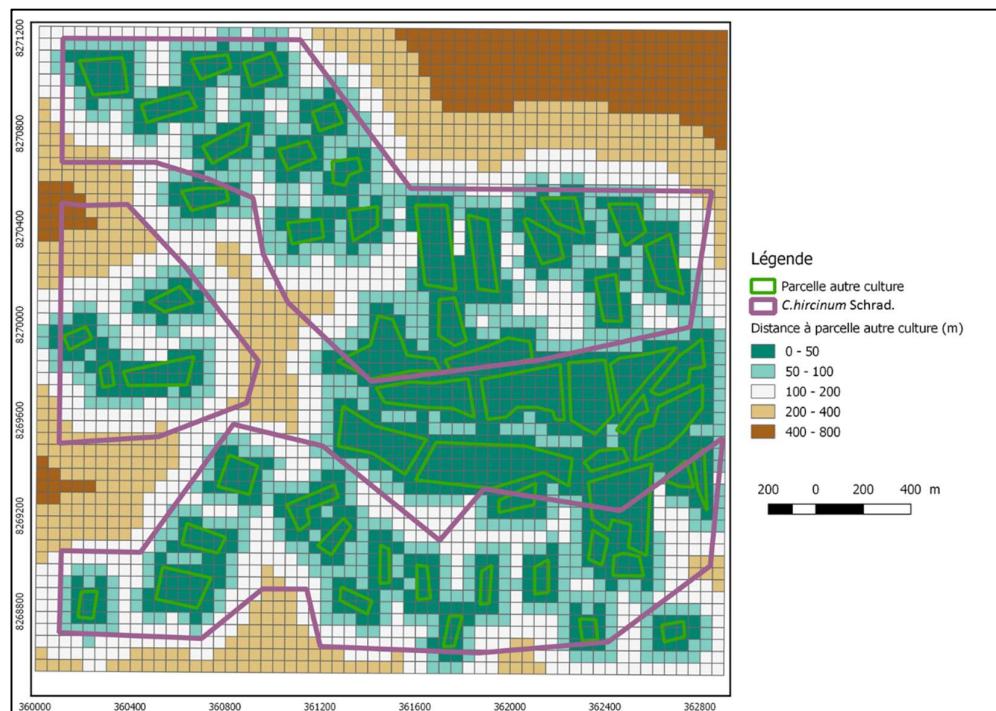 8271200
8270800
8270400
8270000
8269600
8269200
8268800
360000 360400 360800 361200 361600 362000 362400 362800
Légende
Parcelle autre culture
C.hircinum Schrad.
Distance à parcelle autre culture (m)
0 - 50
50 - 100
100 - 200
200 - 400
400 - 800
200 0 200 400 m